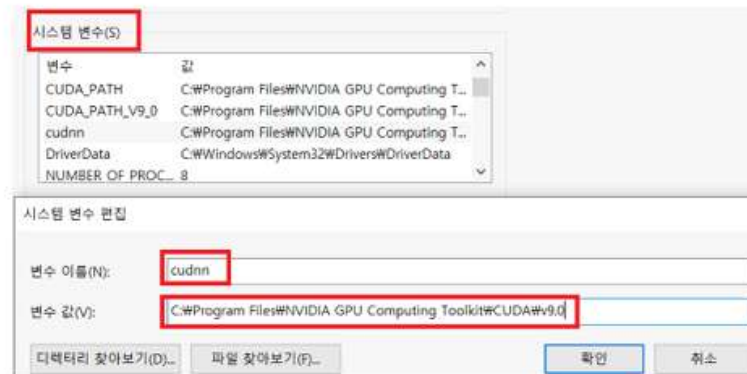 시스템 변수(S)
변수 값
CUDA_PATH C:₩Program Files₩NVIDIA GPU Computing T...
CUDA_PATH_V9_0 C:₩Program Files₩NVIDIA GPU Computing T...
cudnn C:₩Program Files₩NVIDIA GPU Computing T...
DriverData C:₩Windows₩System32₩Drivers₩DriverData
NUMBER OF PROC... 8
시스템 변수 편집
변수 이름(N): cudnn
변수 값(V): C:₩Program Files₩NVIDIA GPU Computing Toolkit₩CUDA₩v9.0
디렉터리 찾아보기(D)... 파일 찾아보기(F)... 확인 취소